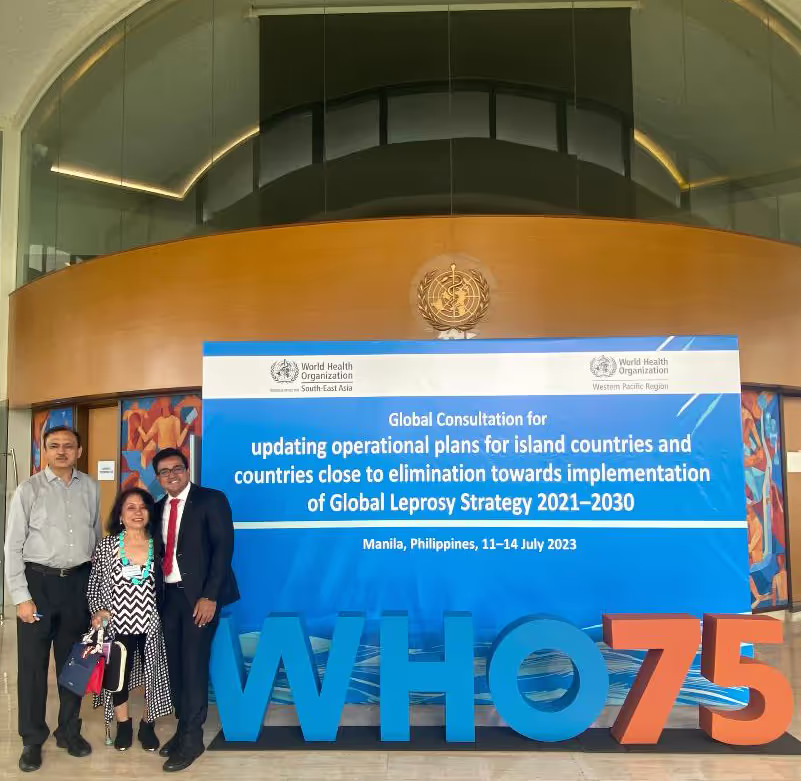 World Health
Organization
South-East Asia
World Health
Organization
Western Pacific Region
Global Consultation for
updating operational plans for island countries and
countries close to elimination towards implementation
of Global Leprosy Strategy 2021–2030
Manila, Philippines, 11–14 July 2023
WHO75